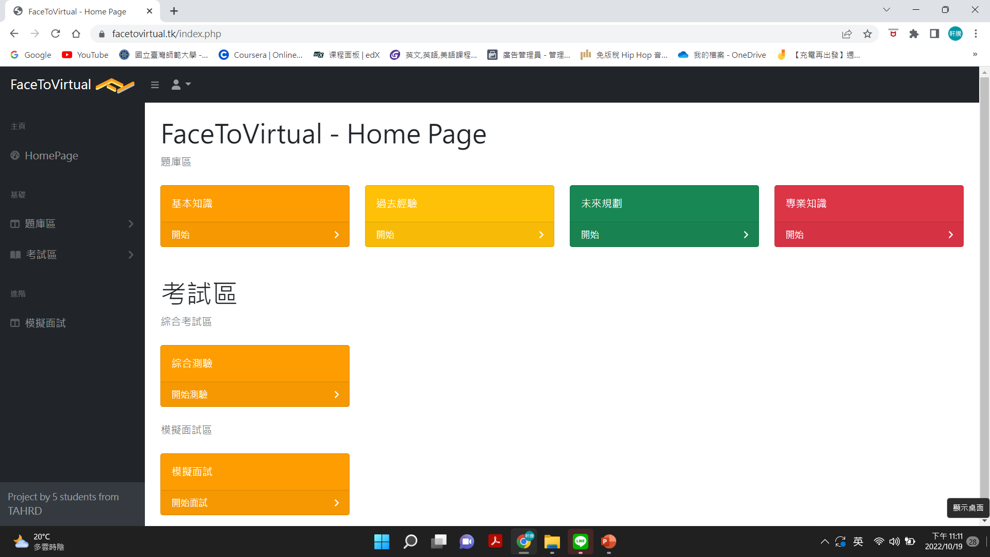 FaceToVirtual - Home Page
facetovirtual.tk/index.php
軒閎
Google
YouTube
國立臺灣師範大學 -...
Coursera | Online...
课程面板 | edX
英文,英語,美語課程...
廣告管理員 - 管理...
免版稅 Hip Hop 音...
我的檔案 - OneDrive
【充電再出發】週...
»
FaceToVirtual
主頁
HomePage
基礎
題庫區
考試區
進階
模擬面試
Project by 5 students from
TAHRD
FaceToVirtual - Home Page
題庫區
基本知識
開始
過去經驗
開始
未來規劃
開始
專業知識
開始
考試區
綜合考試區
綜合測驗
開始測驗
模擬面試區
模擬面試
開始面試
顯示桌面
20°C
多雲時陰
英
下午 11:11
2022/10/19
28